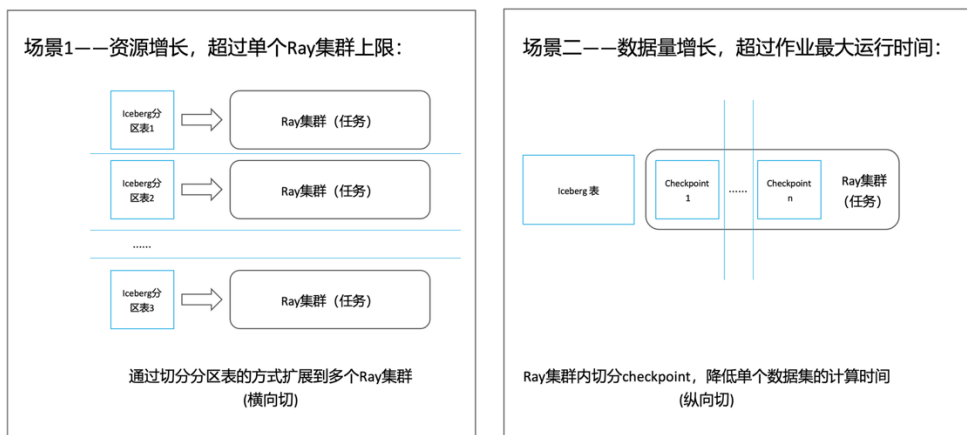 场景1——资源增长，超过单个Ray集群上限：
Iceberg分
区表1
Ray集群（任务）
Iceberg分
区表2
Ray集群（任务）
......
Iceberg分
区表3
Ray集群（任务）
通过切分分区表的方式扩展到多个Ray集群
(横向切)
场景二——数据量增长，超过作业最大运行时间：
Iceberg 表
Checkpoint
1
......
Checkpoint
n
Ray集群
（任务）
Ray集群内切分checkpoint，降低单个数据集的计算时间
(纵向切)